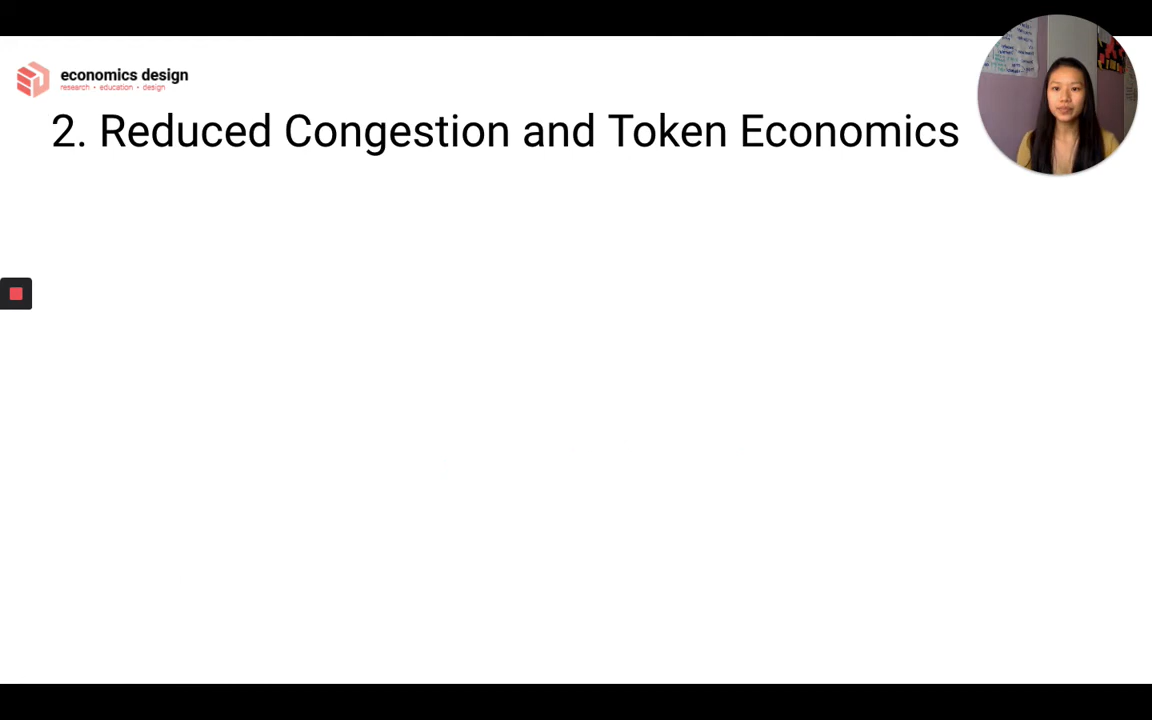 economics design
research • education • design
2. Reduced Congestion and Token Economics